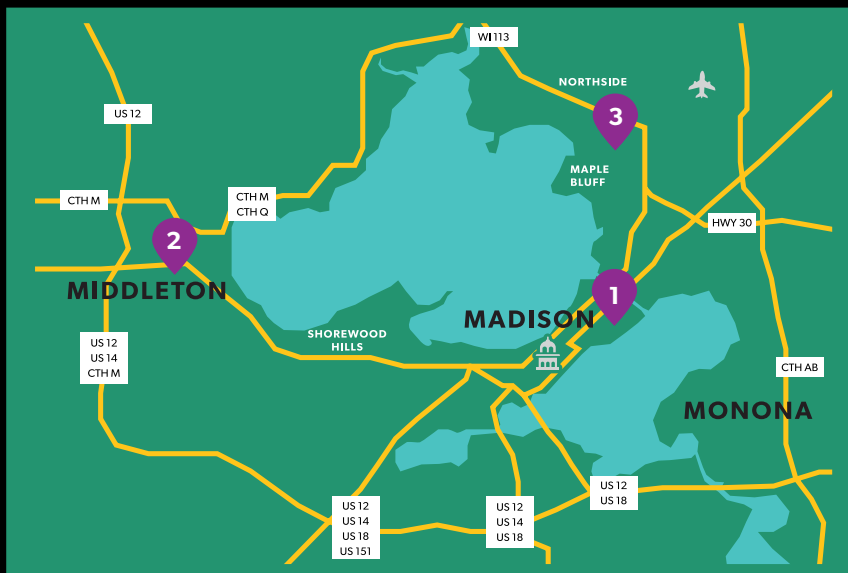 WI 113
NORTHSIDE
US 12
3
MAPLE
BLUFF
CTH M
CTH M
CTH Q
HWY 30
2
MIDDLETON
1
MADISON
SHOREWOOD
HILLS
US 12
US 14
CTH M
CTH AB
MONONA
US 12
US 18
US 12
US 14
US 18
US 151
US 12
US 14
US 18